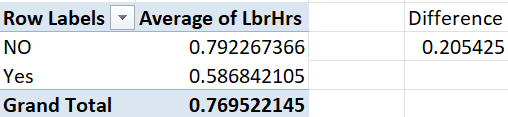 Row Labels Average of LbrHrs Difference
NO 0.792267366 0.205425
Yes 0.586842105
Grand Total 0.769522145